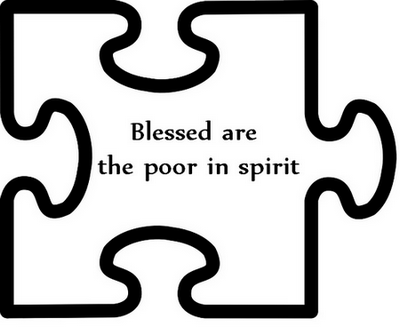 Blessed are
the poor in spirit